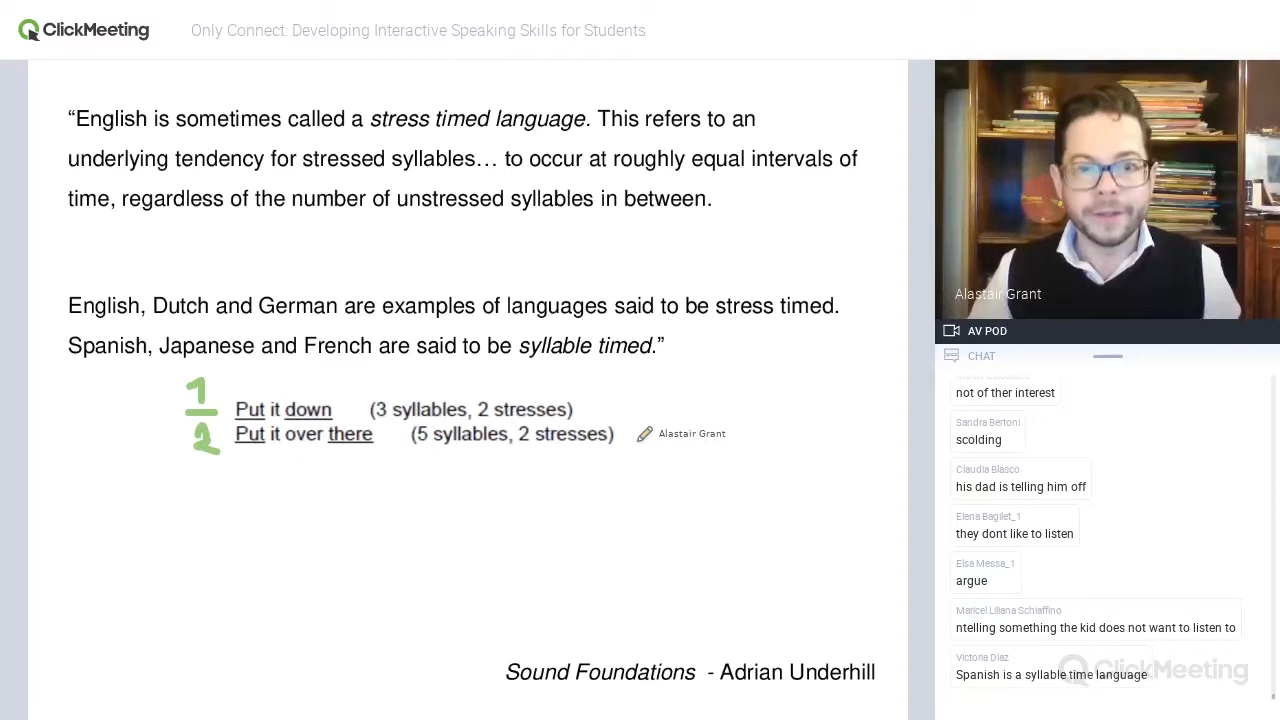 ClickMeeting
Only Connect: Developing Interactive Speaking Skills for Students
“English is sometimes called a stress timed language. This refers to an
underlying tendency for stressed syllables… to occur at roughly equal intervals of
time, regardless of the number of unstressed syllables in between.
English, Dutch and German are examples of languages said to be stress timed.
Spanish, Japanese and French are said to be syllable timed.”
1
Put it down (3 syllables, 2 stresses)
2
Put it over there (5 syllables, 2 stresses)
Alastair Grant
Sound Foundations - Adrian Underhill
Alastair Grant
AV POD
CHAT
not of ther interest
Sandra Bertoni
scolding
Claudia Blasco
his dad is telling him off
Elena Bagilet_1
they dont like to listen
Elsa Messa_1
argue
Maricel Liliana Schiaffino
ntelling something the kid does not want to listen to
Victoria Diaz
Spanish is a syllable time language
ClickMeeting